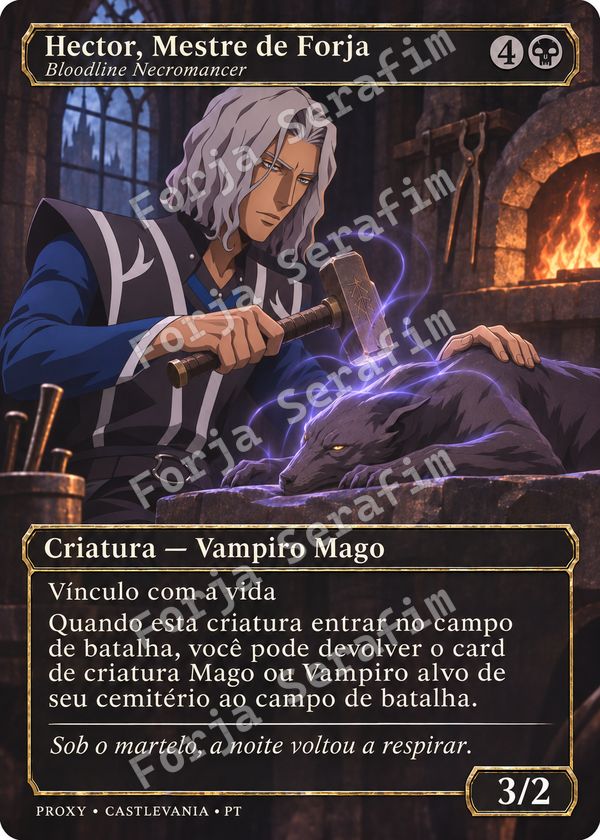 Hector, Mestre de Forja
4
Bloodline Necromancer
Forja Serafim
Forja Serafim
Forja Serafim
Forja Serafim
Forja Serafim
Criatura — Vampiro Mago
Vínculo com a vida
Quando esta criatura entrar no campo
de batalha, você pode devolver o card
de criatura Mago ou Vampiro alvo de
seu cemitério ao campo de batalha.
Sob o martelo, a noite voltou a respirar.
3/2
PROXY • CASTLEVANIA • PT